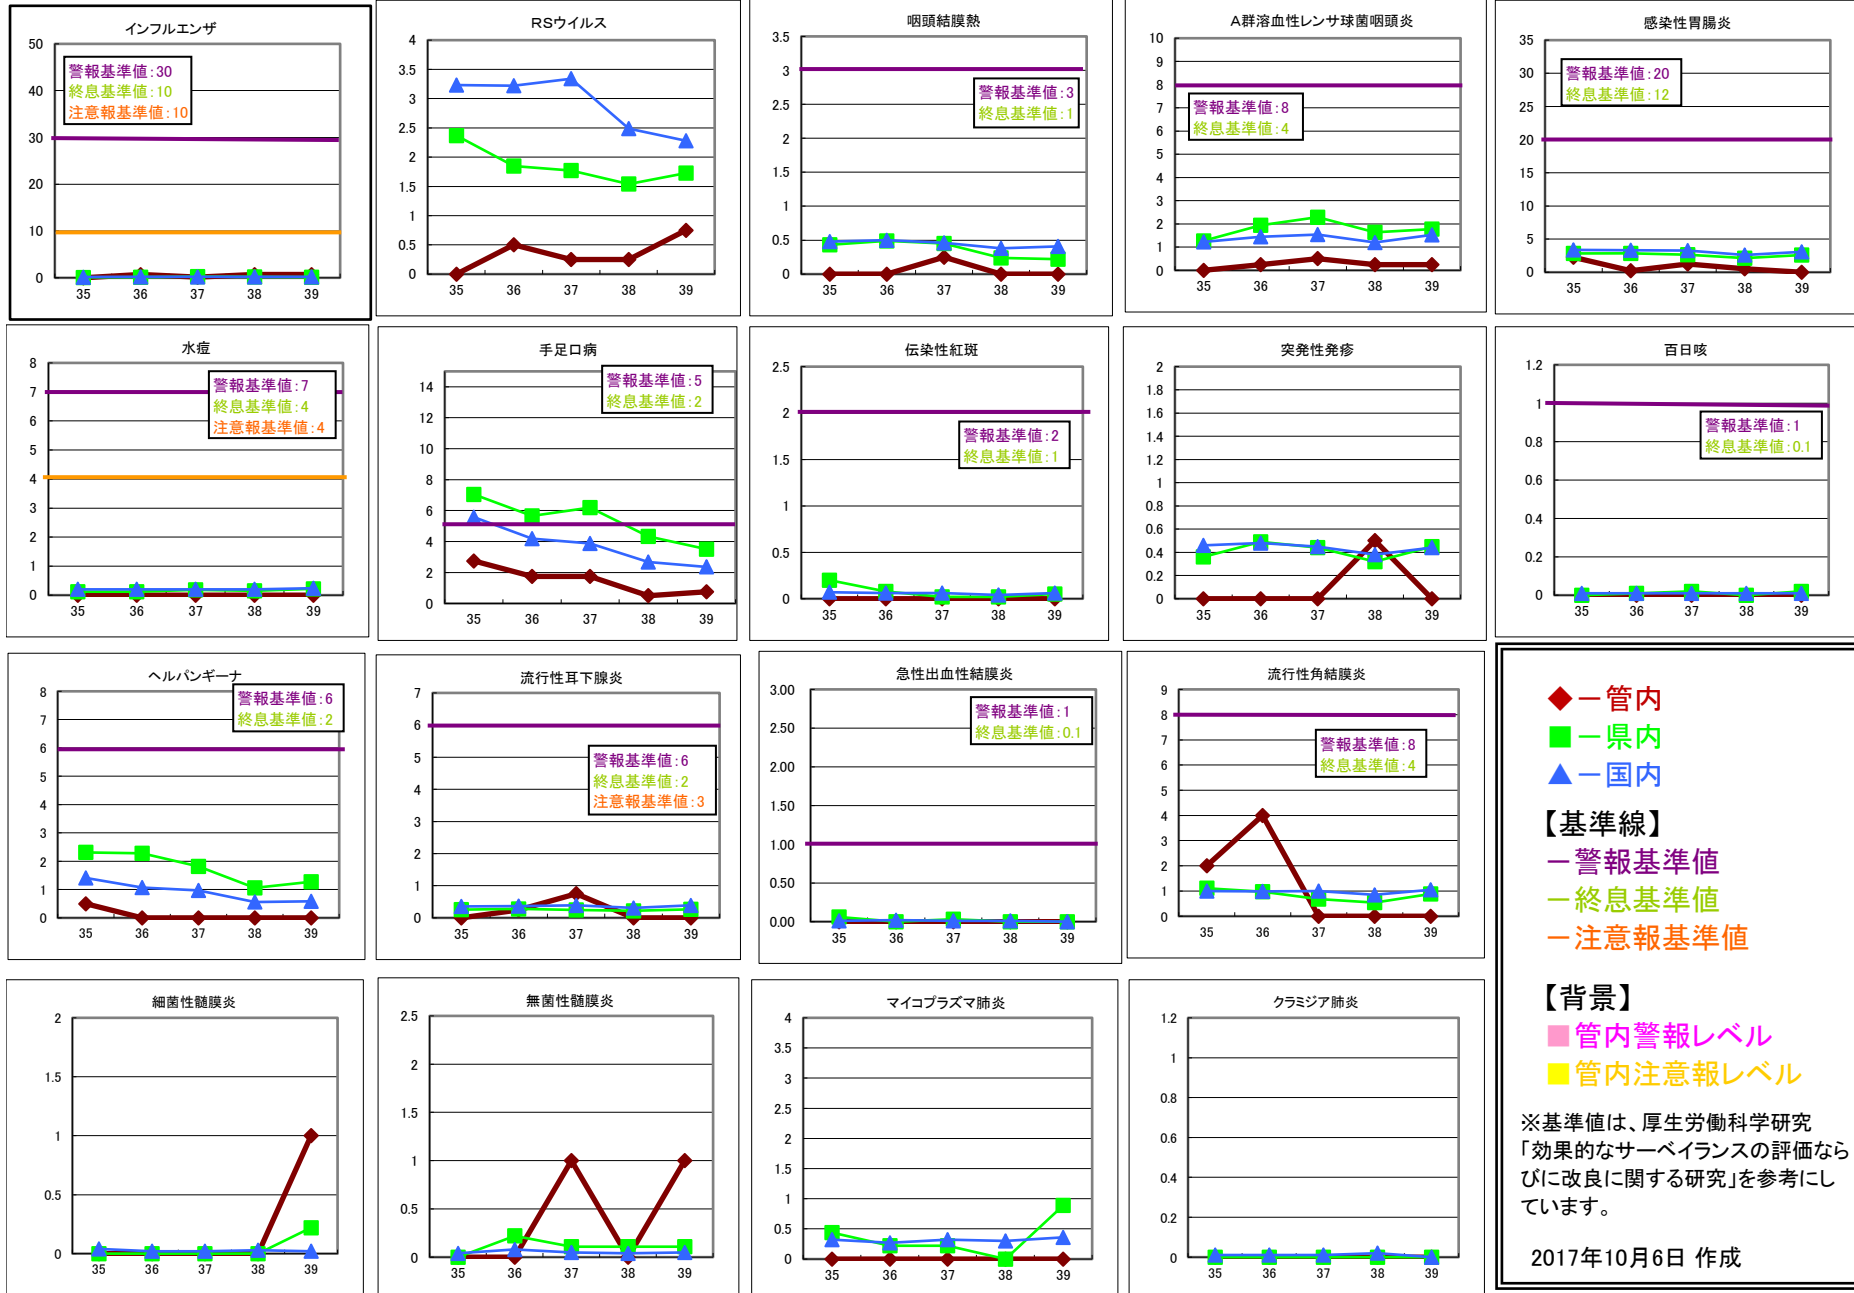 インフルエンザ
50
40
30
20
10
0
警報基準値：30
終息基準値：10
注意報基準値：10
35 36 37 38 39
RSウイルス
4
3.5
3
2.5
2
1.5
1
0.5
0
35 36 37 38 39
咽頭結膜熱
3.5
3
2.5
2
1.5
1
0.5
0
警報基準値：3
終息基準値：1
35 36 37 38 39
A群溶血性レンサ球菌咽頭炎
10
9
8
7
6
5
4
3
2
1
0
警報基準値：8
終息基準値：4
35 36 37 38 39
感染性胃腸炎
35
30
25
20
15
10
5
0
警報基準値：20
終息基準値：12
35 36 37 38 39
水痘
8
7
6
5
4
3
2
1
0
警報基準値：7
終息基準値：4
注意報基準値：4
35 36 37 38 39
手足口病
14
12
10
8
6
4
2
0
警報基準値：5
終息基準値：2
35 36 37 38 39
伝染性紅斑
2.5
2
1.5
1
0.5
0
警報基準値：2
終息基準値：1
35 36 37 38 39
突発性発疹
2
1.8
1.6
1.4
1.2
1
0.8
0.6
0.4
0.2
0
35 36 37 38 39
百日咳
1.2
1
0.8
0.6
0.4
0.2
0
警報基準値：1
終息基準値：0.1
35 36 37 38 39
ヘルパンギーナ
8
7
6
5
4
3
2
1
0
警報基準値：6
終息基準値：2
35 36 37 38 39
流行性耳下腺炎
7
6
5
4
3
2
1
0
警報基準値：6
終息基準値：2
注意報基準値：3
35 36 37 38 39
急性出血性結膜炎
3.00
2.50
2.00
1.50
1.00
0.50
0.00
警報基準値：1
終息基準値：0.1
35 36 37 38 39
流行性角結膜炎
9
8
7
6
5
4
3
2
1
0
警報基準値：8
終息基準値：4
35 36 37 38 39
◆－管内
■－県内
▲－国内
【基準線】
－警報基準値
－終息基準値
－注意報基準値
【背景】
■管内警報レベル
■管内注意報レベル
※基準値は、厚生労働科学研究
「効果的なサーベイランスの評価なら
びに改良に関する研究」を参考にし
ています。
2017年10月6日 作成
細菌性髄膜炎
2
1.5
1
0.5
0
35 36 37 38 39
無菌性髄膜炎
2.5
2
1.5
1
0.5
0
35 36 37 38 39
マイコプラズマ肺炎
4
3.5
3
2.5
2
1.5
1
0.5
0
35 36 37 38 39
クラミジア肺炎
1.2
1
0.8
0.6
0.4
0.2
0
35 36 37 38 39